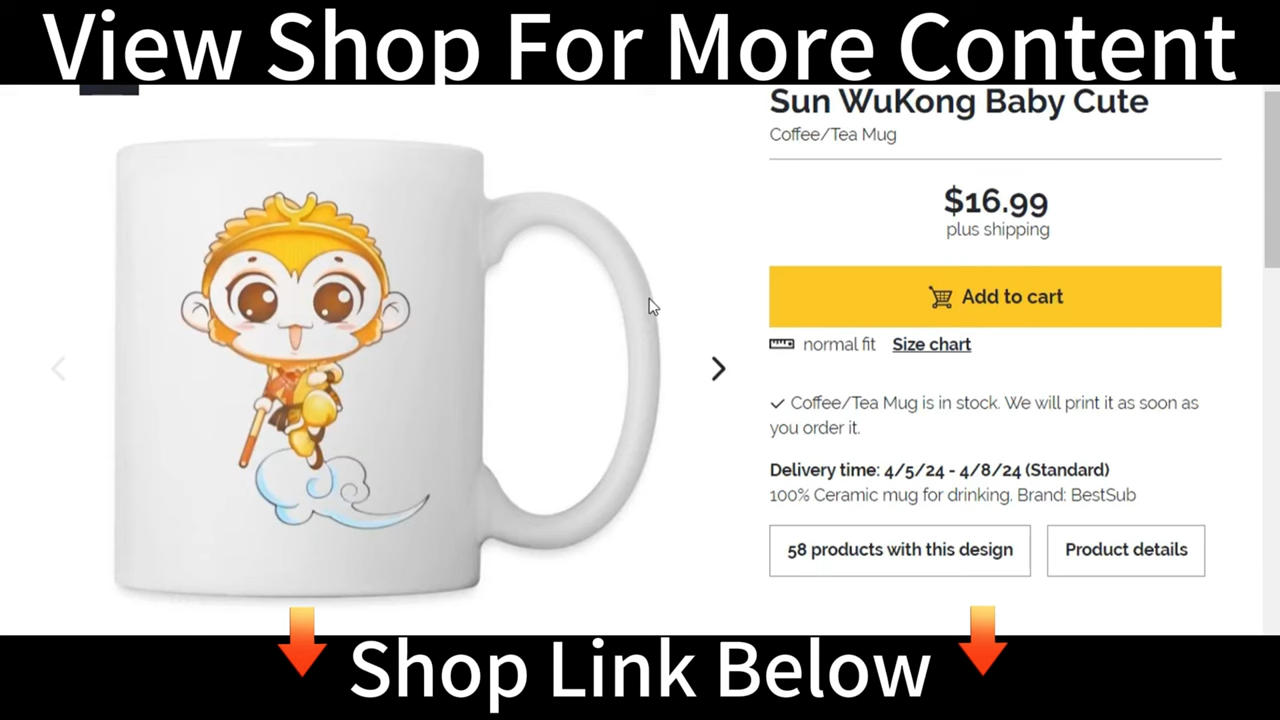 View Shop For More Content
Sun WuKong Baby Cute
Coffee/Tea Mug
$16.99
plus shipping
Add to cart
normal fit Size chart
✓ Coffee/Tea Mug is in stock. We will print it as soon as
you order it.
Delivery time: 4/5/24 - 4/8/24 (Standard)
100% Ceramic mug for drinking. Brand: BestSub
58 products with this design Product details
Shop Link Below